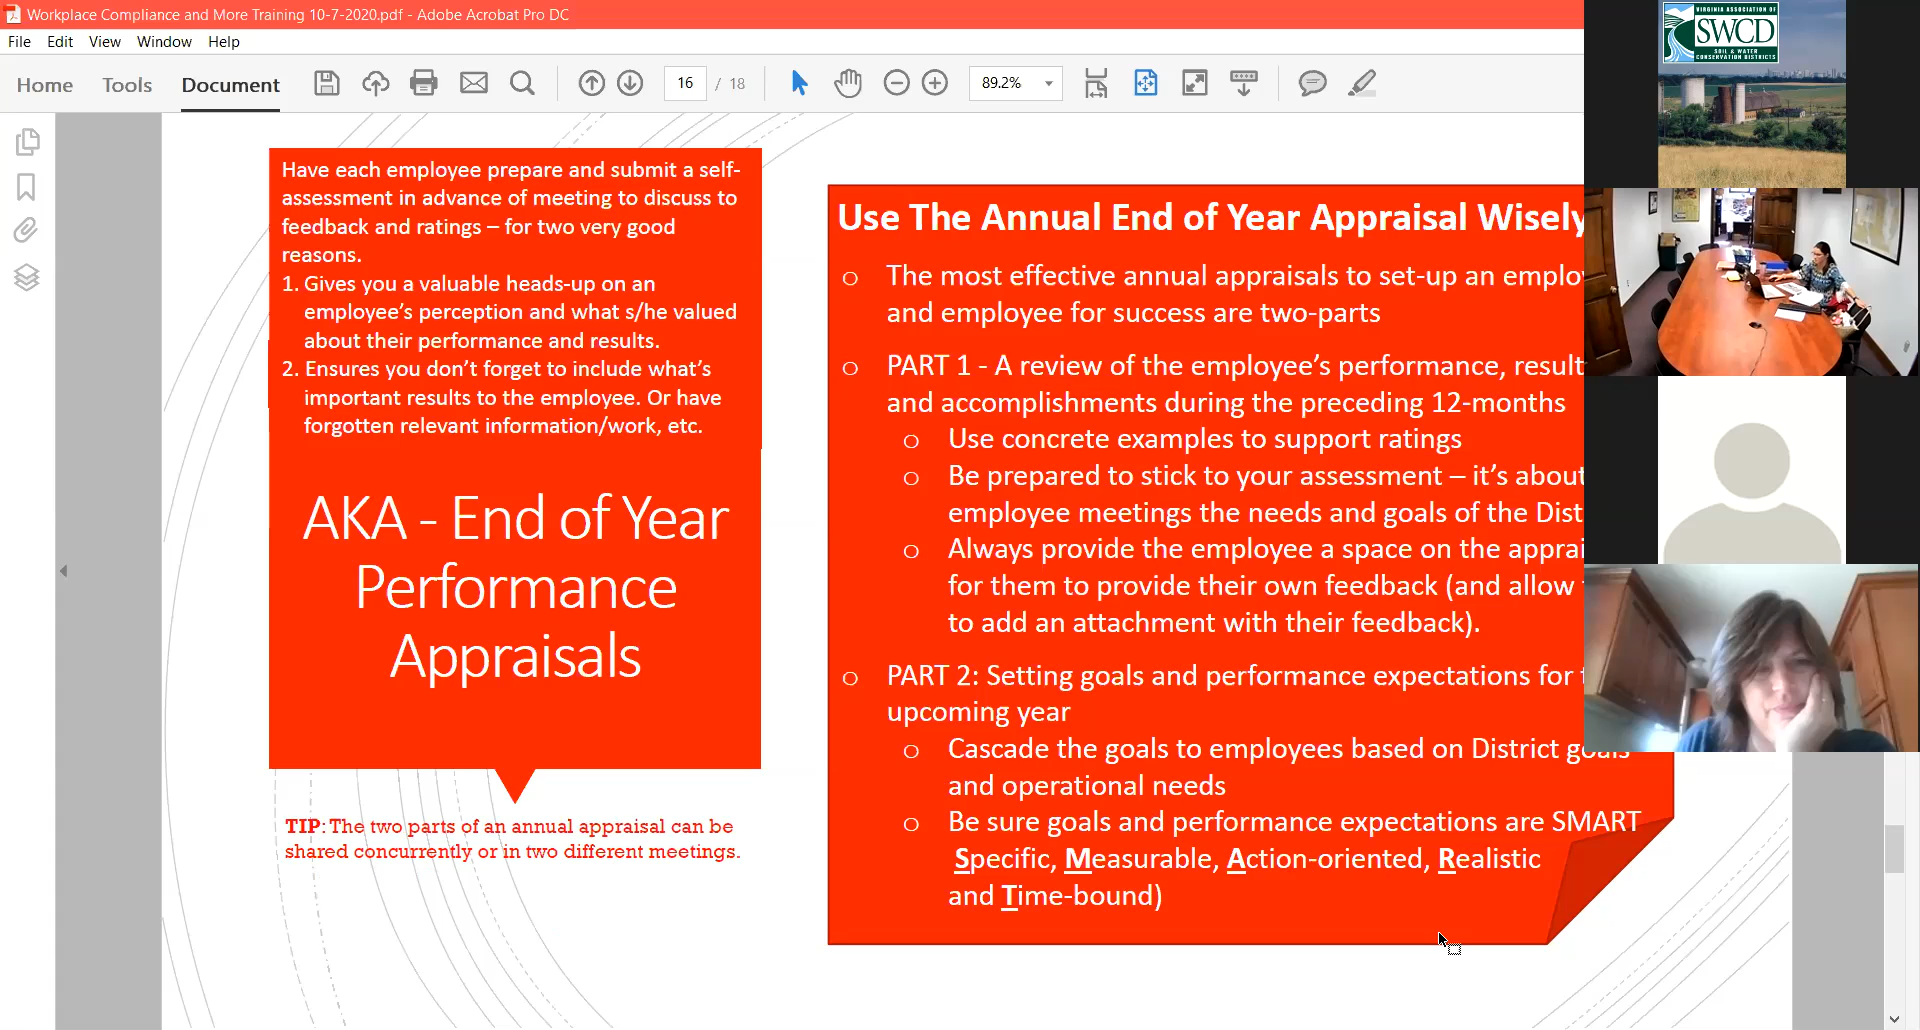 Workplace Compliance and More Training 10-7-2020.pdf - Adobe Acrobat Pro DC
File Edit View Window Help
Home Tools Document 16 / 18 89.2%
Have each employee prepare and submit a self-
assessment in advance of meeting to discuss to
feedback and ratings – for two very good
reasons.
1. Gives you a valuable heads-up on an
employee's perception and what s/he valued
about their performance and results.
2. Ensures you don't forget to include what's
important results to the employee. Or have
forgotten relevant information/work, etc.
AKA - End of Year
Performance
Appraisals
TIP: The two parts of an annual appraisal can be
shared concurrently or in two different meetings.
Use The Annual End of Year Appraisal Wisely
o The most effective annual appraisals to set-up an emplo
and employee for success are two-parts
o PART 1 - A review of the employee's performance, result
and accomplishments during the preceding 12-months
o Use concrete examples to support ratings
o Be prepared to stick to your assessment – it's about
employee meetings the needs and goals of the Dist
o Always provide the employee a space on the apprai
for them to provide their own feedback (and allow
to add an attachment with their feedback).
o PART 2: Setting goals and performance expectations for
upcoming year
o Cascade the goals to employees based on District goals
and operational needs
o Be sure goals and performance expectations are SMART
Specific, Measurable, Action-oriented, Realistic
and Time-bound)
VIRGINIA ASSOCIATION OF
SWCD
SOIL & WATER
CONSERVATION DISTRICTS